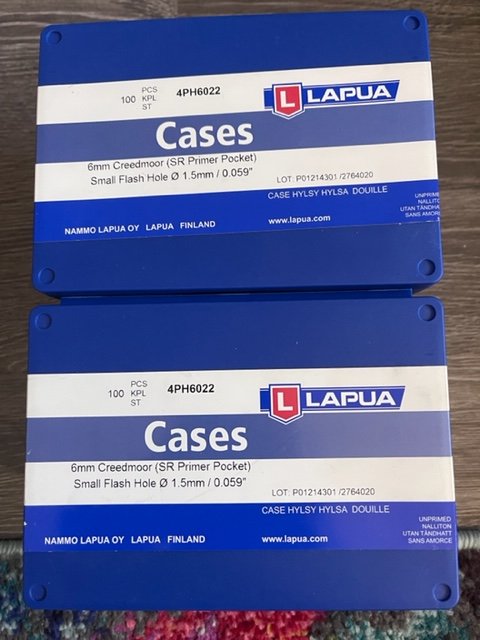 100 PCS KPL ST 4PH6022 L LAPUA
Cases
6mm Creedmoor (SR Primer Pocket)
Small Flash Hole Ø 1.5mm / 0.059"
LOT: P01214301 /2764020
CASE HYLSY HYLSA DOUILLE
NAMMO LAPUA OY LAPUA FINLAND
www.lapua.com
UNPRIMED
NALLITON
UTAN TÄNDHATT
SANS AMORCE
100 PCS KPL ST 4PH6022 L LAPUA
Cases
6mm Creedmoor (SR Primer Pocket)
Small Flash Hole Ø 1.5mm / 0.059"
LOT: P01214301 /2764020
CASE HYLSY HYLSA DOUILLE
NAMMO LAPUA OY LAPUA FINLAND
www.lapua.com
UNPRIMED
NALLITON
UTAN TÄNDHATT
SANS AMORCE